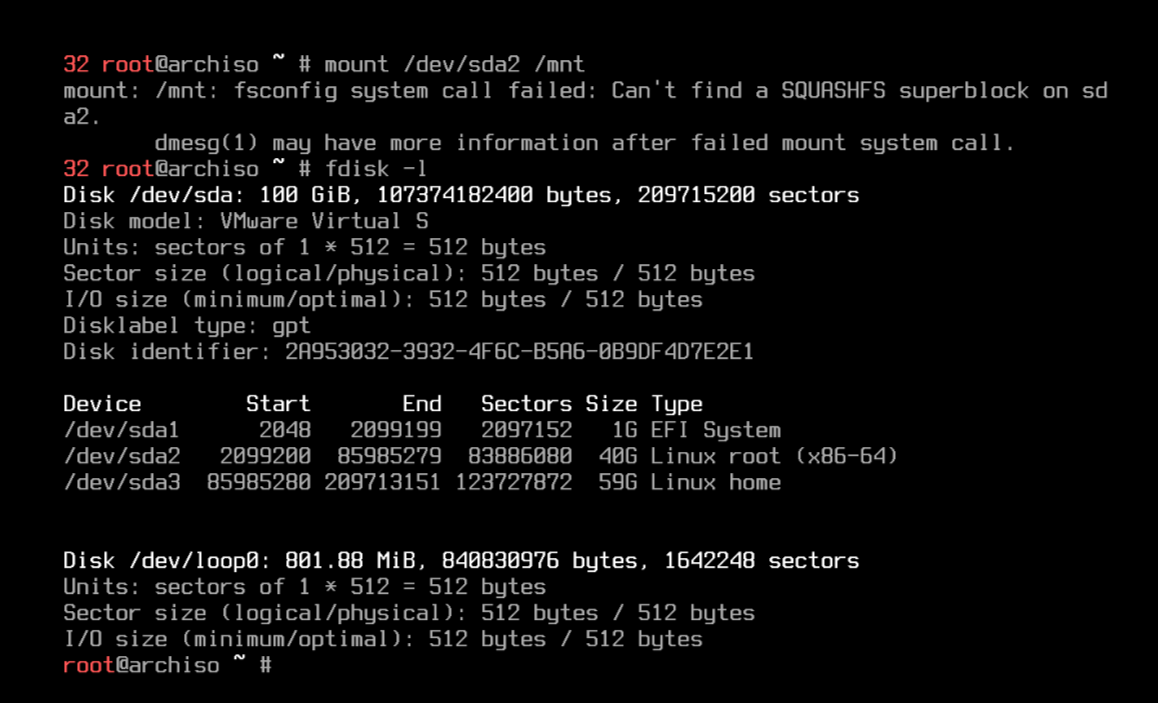 32 root@archiso ~ # mount /dev/sda2 /mnt
mount: /mnt: fsconfig system call failed: Can't find a SQUASHFS superblock on sd
a2.
       dmesg(1) may have more information after failed mount system call.
32 root@archiso ~ # fdisk -l
Disk /dev/sda: 100 GiB, 107374182400 bytes, 209715200 sectors
Disk model: VMware Virtual S
Units: sectors of 1 * 512 = 512 bytes
Sector size (logical/physical): 512 bytes / 512 bytes
I/O size (minimum/optimal): 512 bytes / 512 bytes
Disklabel type: gpt
Disk identifier: 2A953032-3932-4F6C-B5A6-0B9DF4D7E2E1
Device        Start       End   Sectors Size Type
/dev/sda1      2048   2099199   2097152   1G EFI System
/dev/sda2   2099200  85985279  83886080  40G Linux root (x86-64)
/dev/sda3  85985280 209713151 123727872  59G Linux home
Disk /dev/loop0: 801.88 MiB, 840830976 bytes, 1642248 sectors
Units: sectors of 1 * 512 = 512 bytes
Sector size (logical/physical): 512 bytes / 512 bytes
I/O size (minimum/optimal): 512 bytes / 512 bytes
root@archiso ~ #